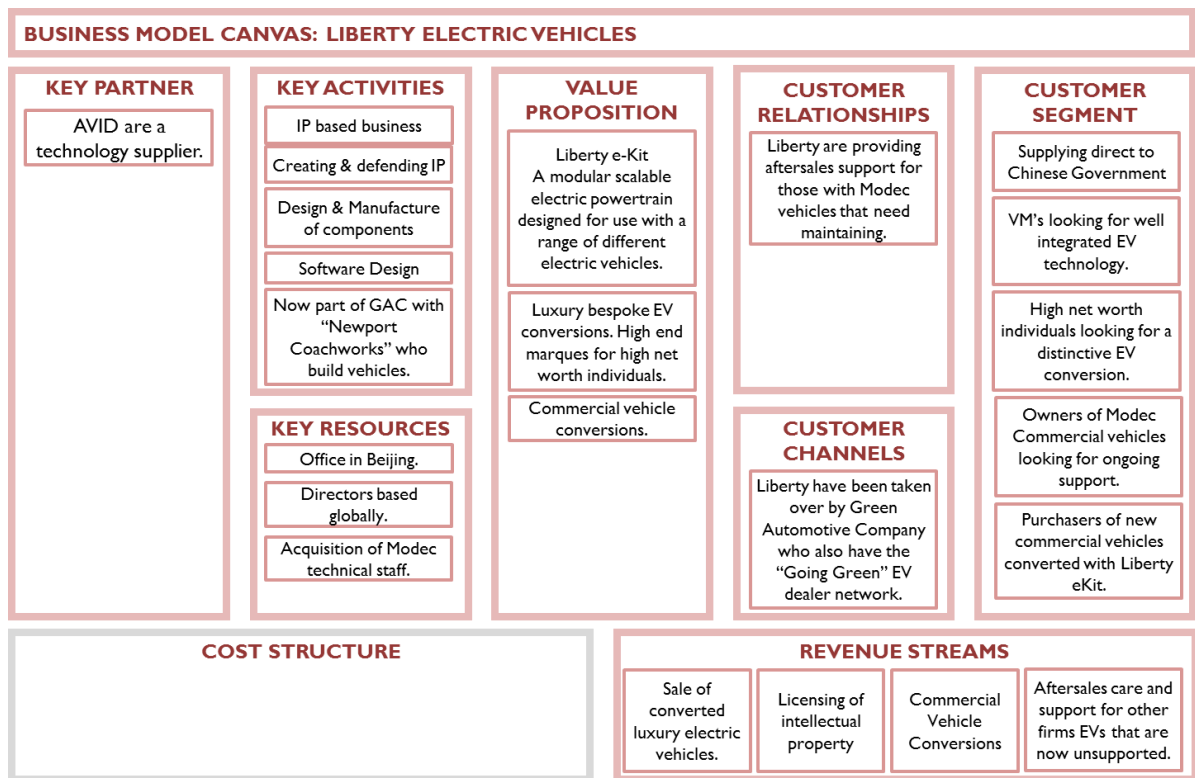 BUSINESS MODEL CANVAS: LIBERTY ELECTRIC VEHICLES
KEY PARTNER
AVID are a
technology supplier.
KEY ACTIVITIES
IP based business
Creating & defending IP
Design & Manufacture
of components
Software Design
Now part of GAC with
“Newport
Coachworks” who
build vehicles.
KEY RESOURCES
Office in Beijing.
Directors based
globally.
Acquisition of Modec
technical staff.
VALUE
PROPOSITION
Liberty e-Kit
A modular scalable
electric powertrain
designed for use with a
range of different
electric vehicles.
Luxury bespoke EV
conversions. High end
marques for high net
worth individuals.
Commercial vehicle
conversions.
CUSTOMER
RELATIONSHIPS
Liberty are providing
aftersales support for
those with Modec
vehicles that need
maintaining.
CUSTOMER
CHANNELS
Liberty have been taken
over by Green
Automotive Company
who also have the
“Going Green” EV
dealer network.
CUSTOMER
SEGMENT
Supplying direct to
Chinese Government
VM’s looking for well
integrated EV
technology.
High net worth
individuals looking for a
distinctive EV
conversion.
Owners of Modec
Commercial vehicles
looking for ongoing
support.
Purchasers of new
commercial vehicles
converted with Liberty
eKit.
COST STRUCTURE
REVENUE STREAMS
Sale of
converted
luxury electric
vehicles.
Licensing of
intellectual
property
Commercial
Vehicle
Conversions
Aftersales care and
support for other
firms EVs that are
now unsupported.